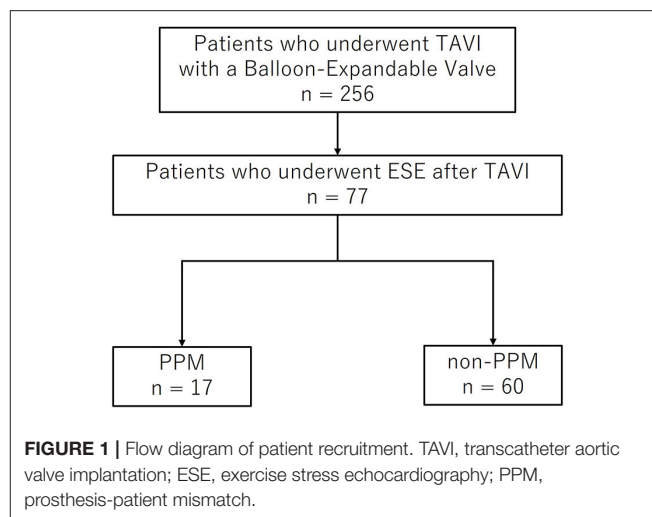 Patients who underwent TAVI
with a Balloon-Expandable Valve
n = 256
Patients who underwent ESE after TAVI
n = 77
PPM
n = 17
non-PPM
n = 60
FIGURE 1 | Flow diagram of patient recruitment. TAVI, transcatheter aortic
valve implantation; ESE, exercise stress echocardiography; PPM,
prosthesis-patient mismatch.